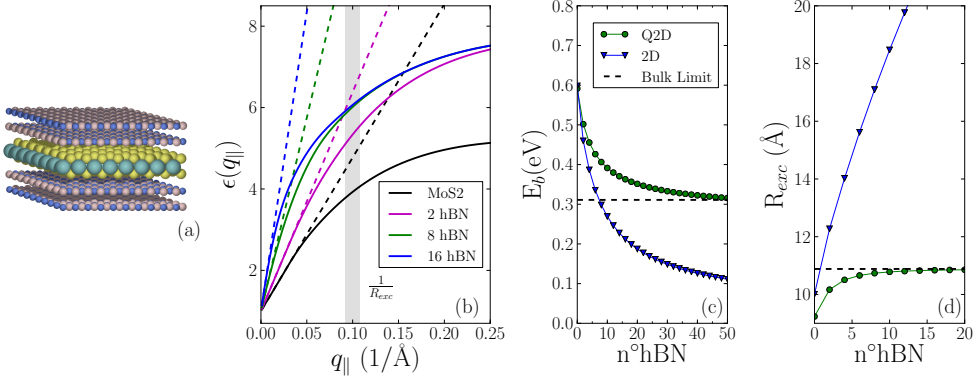 (a)
8
6
4
2
0.00
0.05
0.10
0.15
0.20
0.25
ϵ(q∥)
q∥ (1/Å)
MoS2
2 hBN
8 hBN
16 hBN
1
R_exc
(b)
0.8
0.7
0.6
0.5
0.4
0.3
0.2
0.1
0.0
0
10
20
30
40
50
E_b(eV)
n°hBN
Q2D
2D
Bulk Limit
(c)
20
18
16
14
12
10
0
5
10
15
20
R_exc (Å)
n°hBN
(d)